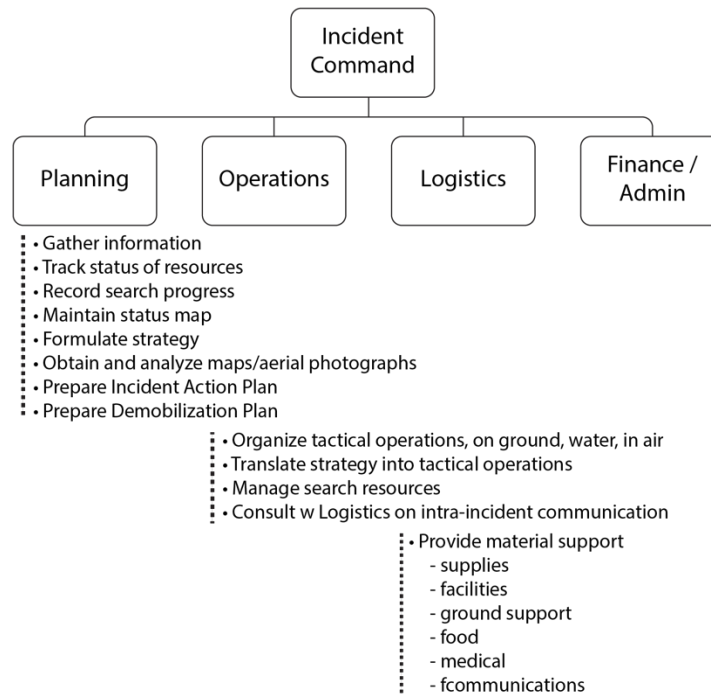 Incident
Command
Planning
Operations
Logistics
Finance /
Admin
• Gather information
• Track status of resources
• Record search progress
• Maintain status map
• Formulate strategy
• Obtain and analyze maps/aerial photographs
• Prepare Incident Action Plan
• Prepare Demobilization Plan
• Organize tactical operations, on ground, water, in air
• Translate strategy into tactical operations
• Manage search resources
• Consult w Logistics on intra-incident communication
• Provide material support
- supplies
- facilities
- ground support
- food
- medical
- fcommunications